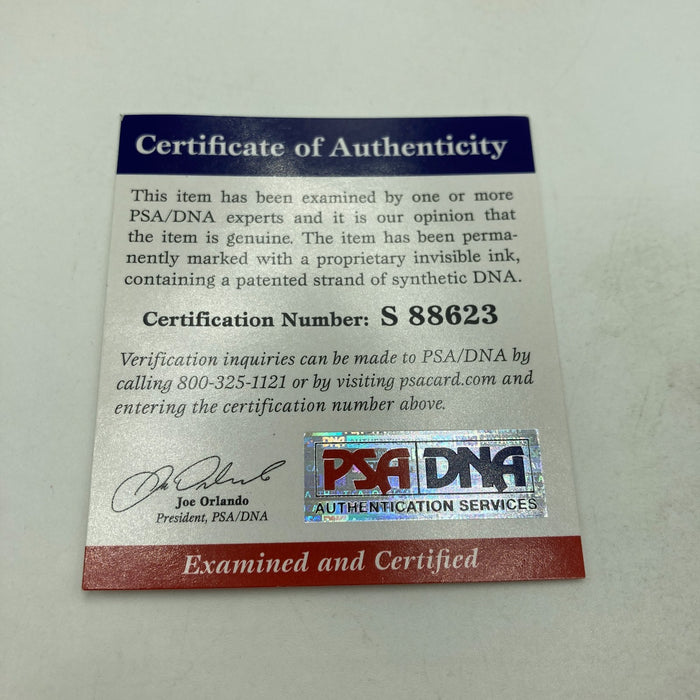 Certificate of Authenticity
This item has been examined by one or more
PSA/DNA experts and it is our opinion that
the item is genuine. The item has been perma-
nently marked with a proprietary invisible ink,
containing a patented strand of synthetic DNA.
Certification Number: S 88623
Verification inquiries can be made to PSA/DNA by
calling 800-325-1121 or by visiting psacard.com and
entering the certification number above.
Joe Orlando
President, PSA/DNA
PSA DNA
AUTHENTICATION SERVICES
Examined and Certified